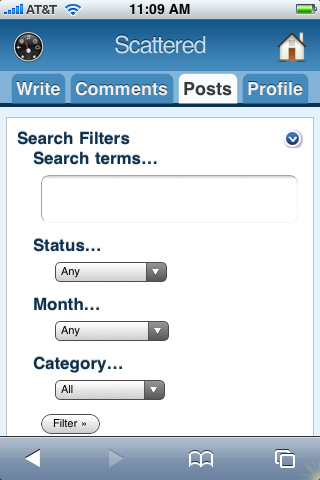 AT&T 11:09 AM
Scattered
Write Comments Posts Profile
Search Filters
Search terms...
Status...
Any
Month...
Any
Category...
All
Filter »